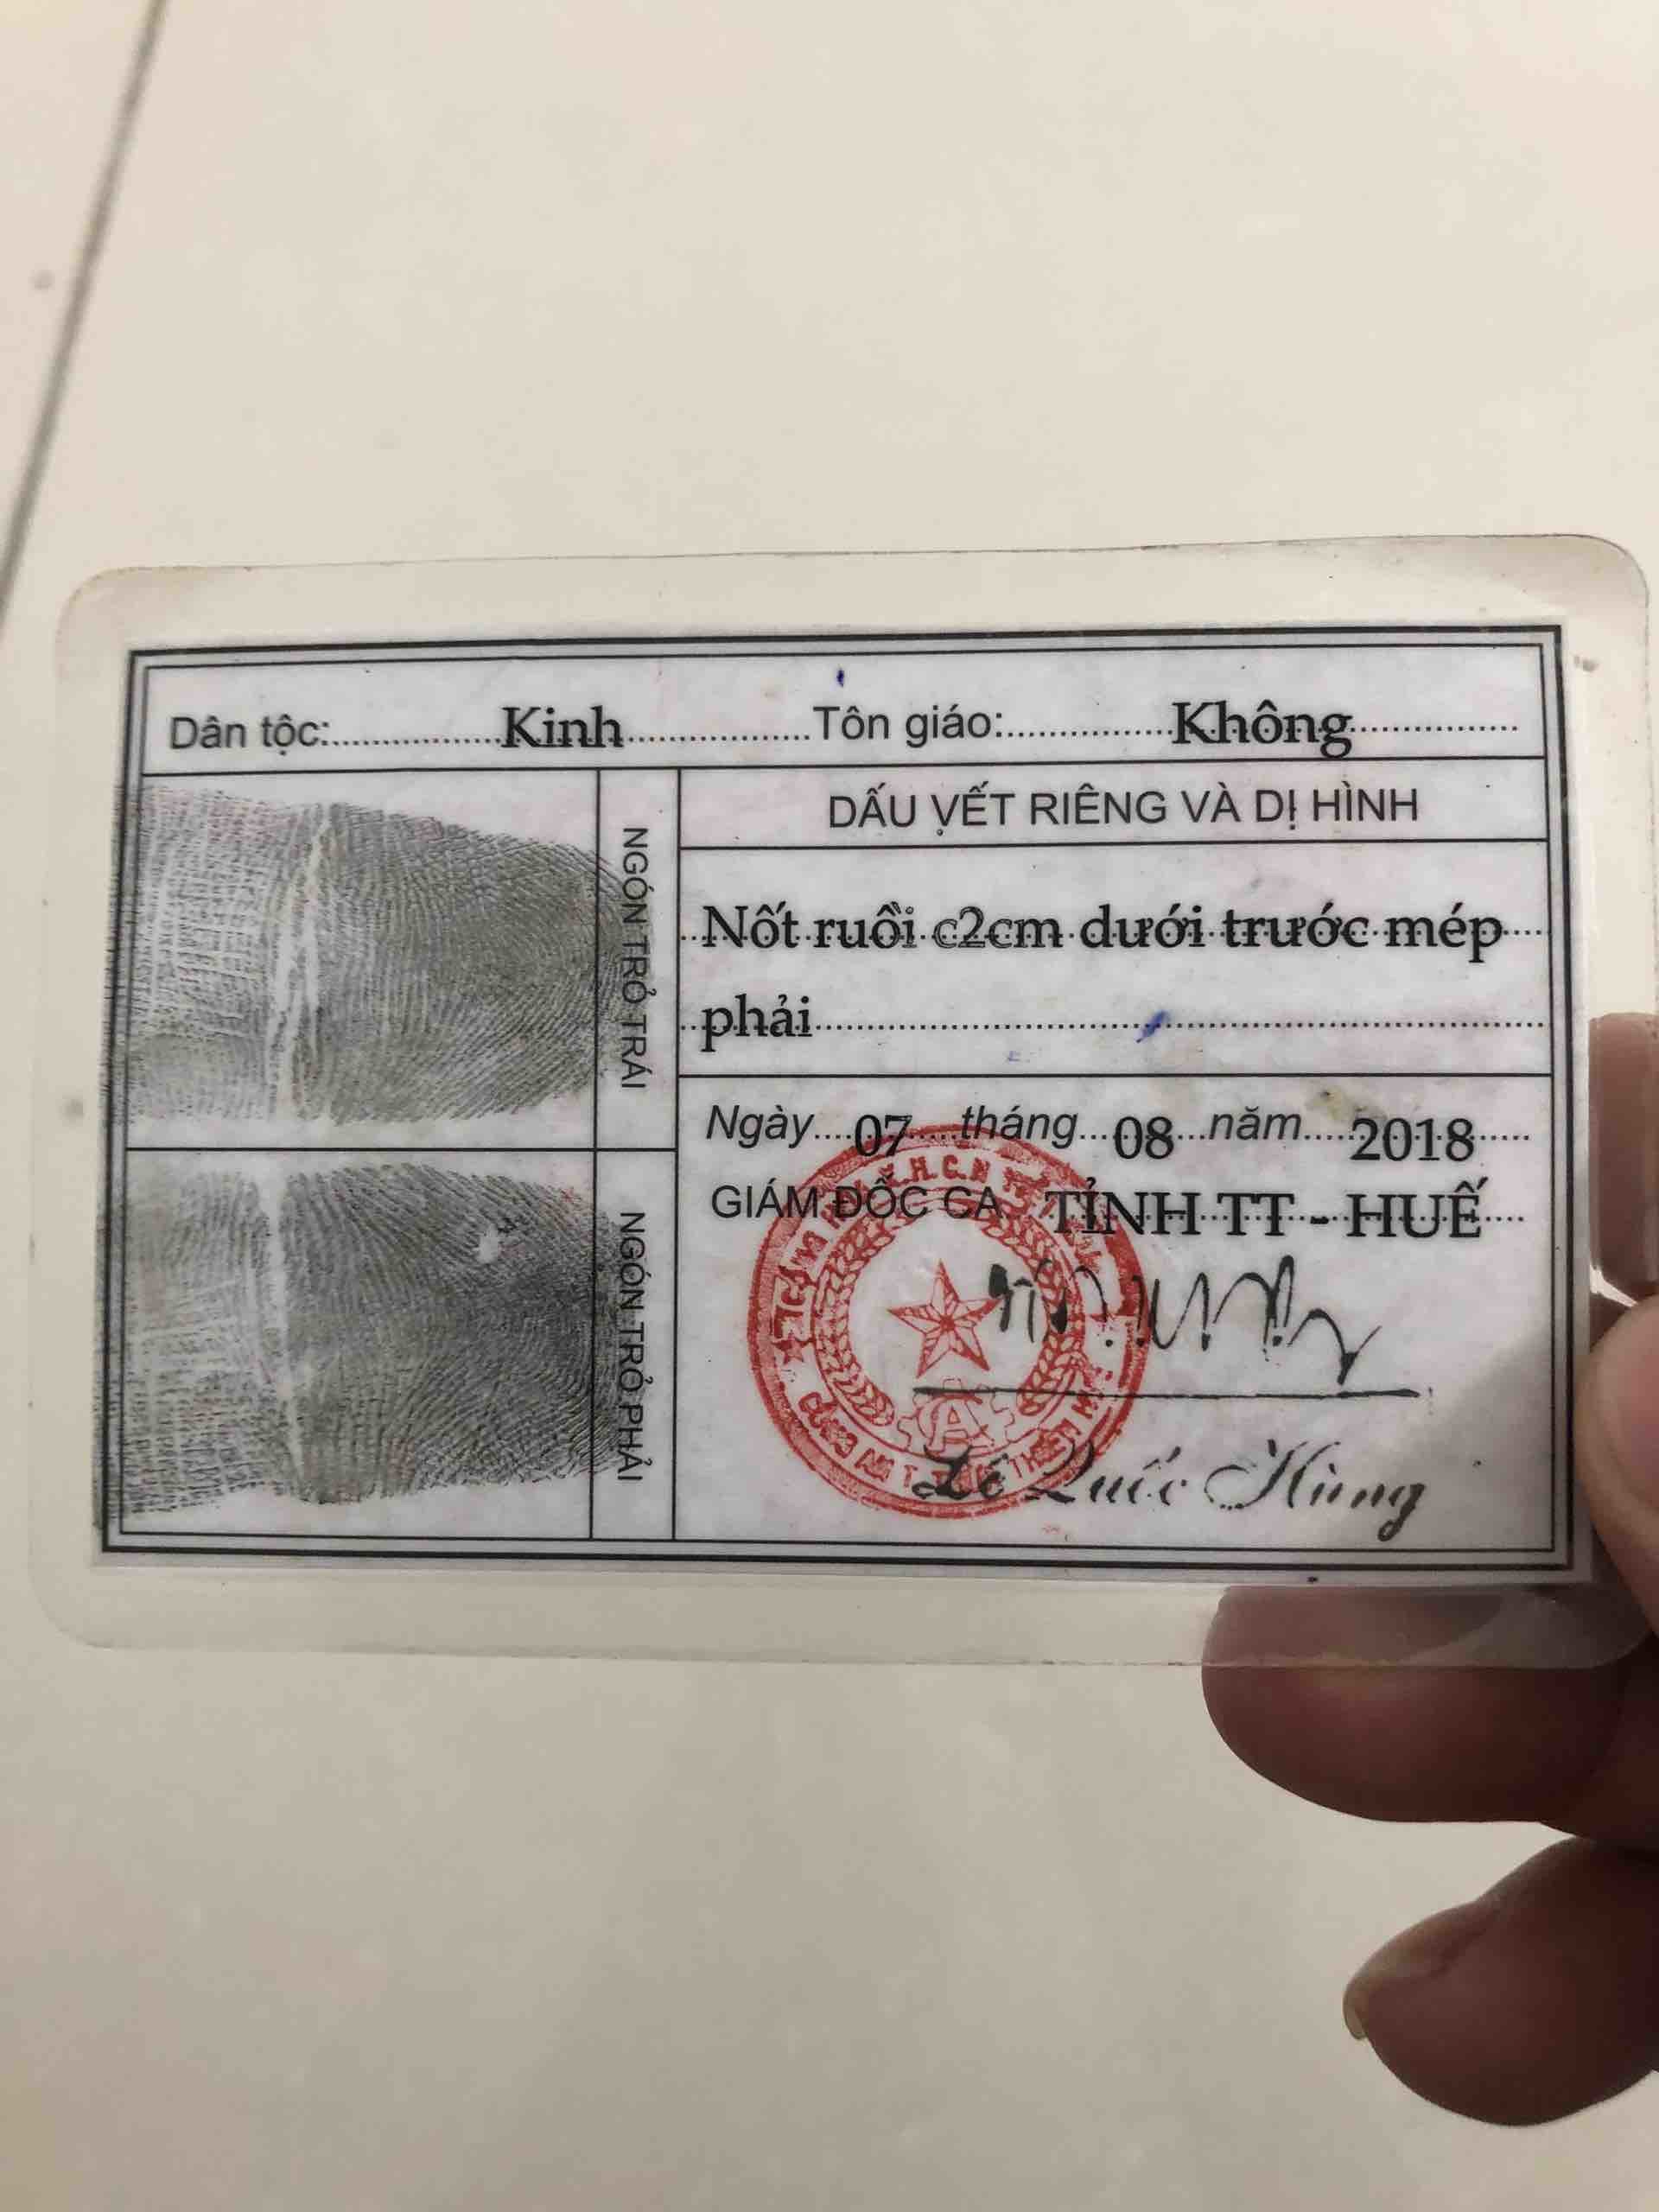 Dân tộc: Kinh Tôn giáo: Không
NGÓN TRỎ TRÁI
NGÓN TRỎ PHẢI
DẤU VẾT RIÊNG VÀ DỊ HÌNH
Nốt ruồi c2cm dưới trước mép
phải
Ngày 07 tháng 08 năm 2018
GIÁM ĐỐC CA TỈNH TT - HUẾ
Lê Quốc Hùng